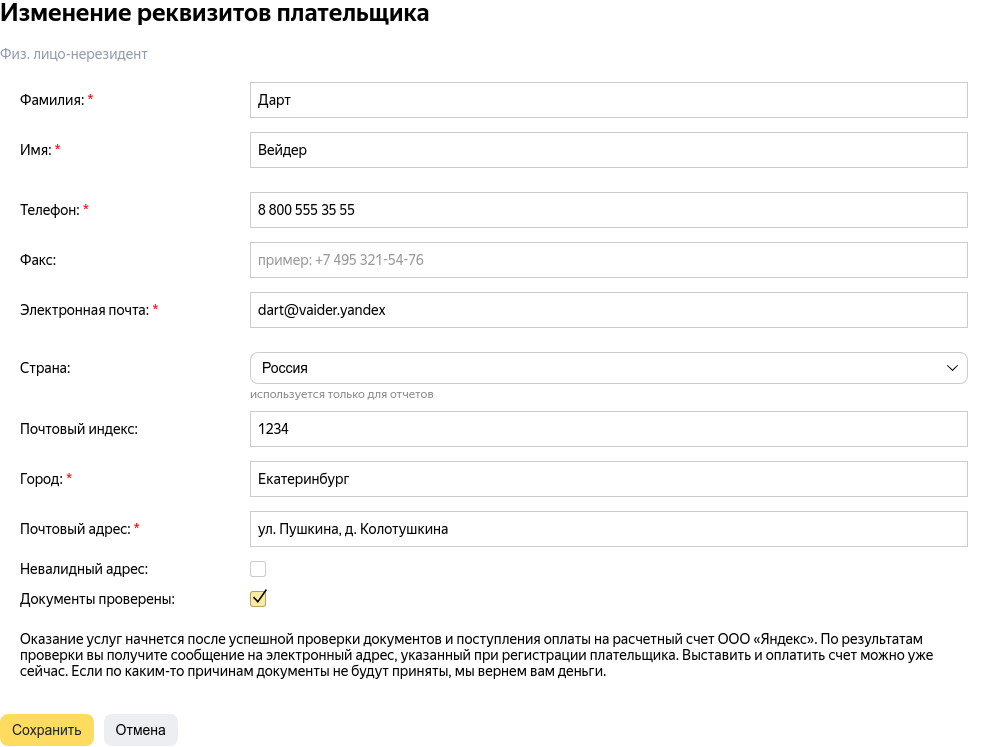 Изменение реквизитов плательщика
Физ. лицо-нерезидент
Фамилия: * Дарт
Имя: * Вейдер
Телефон: * 8 800 555 35 55
Факс: пример: +7 495 321-54-76
Электронная почта: * dart@vaider.yandex
Страна: Россия
используется только для отчетов
Почтовый индекс: 1234
Город: * Екатеринбург
Почтовый адрес: * ул. Пушкина, д. Колотушкина
Невалидный адрес:
Документы проверены:
Оказание услуг начнется после успешной проверки документов и поступления оплаты на расчетный счет ООО «Яндекс». По результатам
проверки вы получите сообщение на электронный адрес, указанный при регистрации плательщика. Выставить и оплатить счет можно уже
сейчас. Если по каким-то причинам документы не будут приняты, мы вернем вам деньги.
Сохранить Отмена